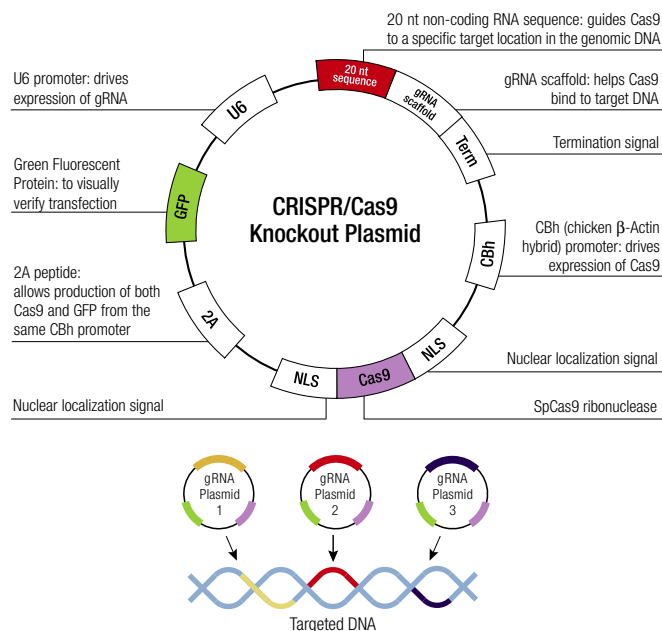 20 nt non-coding RNA sequence: guides Cas9
to a specific target location in the genomic DNA
U6 promoter: drives
expression of gRNA
gRNA scaffold: helps Cas9
bind to target DNA
Termination signal
Green Fluorescent
Protein: to visually
verify transfection
CBh (chicken β-Actin
hybrid) promoter: drives
expression of Cas9
2A peptide:
allows production of both
Cas9 and GFP from the
same CBh promoter
Nuclear localization signal
Nuclear localization signal
SpCas9 ribonuclease
20 nt
sequence
gRNA
scaffold
Term
CBh
NLS
Cas9
NLS
2A
GFP
U6
CRISPR/Cas9
Knockout Plasmid
gRNA
Plasmid
1
gRNA
Plasmid
2
gRNA
Plasmid
3
Targeted DNA